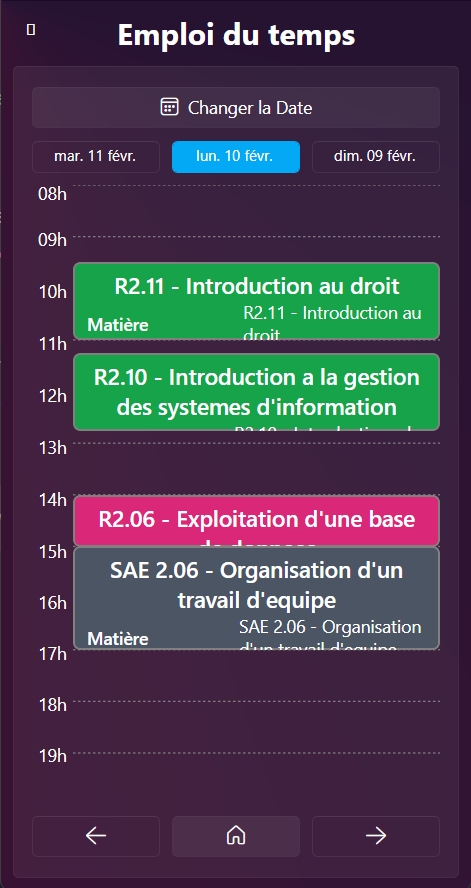 Emploi du temps
Changer la Date
mar. 11 févr.
lun. 10 févr.
dim. 09 févr.
08h
09h
10h
R2.11 - Introduction au droit
Matière
R2.11 - Introduction au
droit
11h
R2.10 - Introduction a la gestion
des systemes d'information
12h
13h
14h
R2.06 - Exploitation d'une base
15h
SAE 2.06 - Organisation d'un
travail d'equipe
16h
Matière
SAE 2.06 - Organisation
d'un travail d'equipe
17h
18h
19h